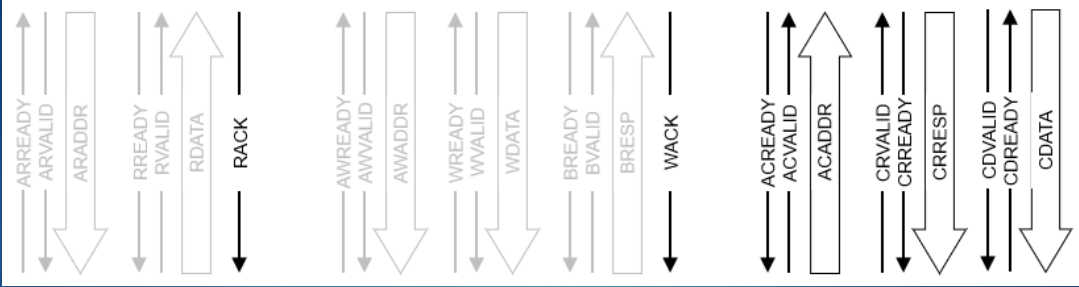 ARREADY
ARVALID
ARADDR
RREADY
RVALID
RDATA
RACK
AWREADY
AWVALID
AWADDR
WREADY
WVALID
WDATA
BREADY
BVALID
BRESP
WACK
ACREADY
ACVALID
ACADDR
CRVALID
CRREADY
CRRESP
CDVALID
CDREADY
CDATA